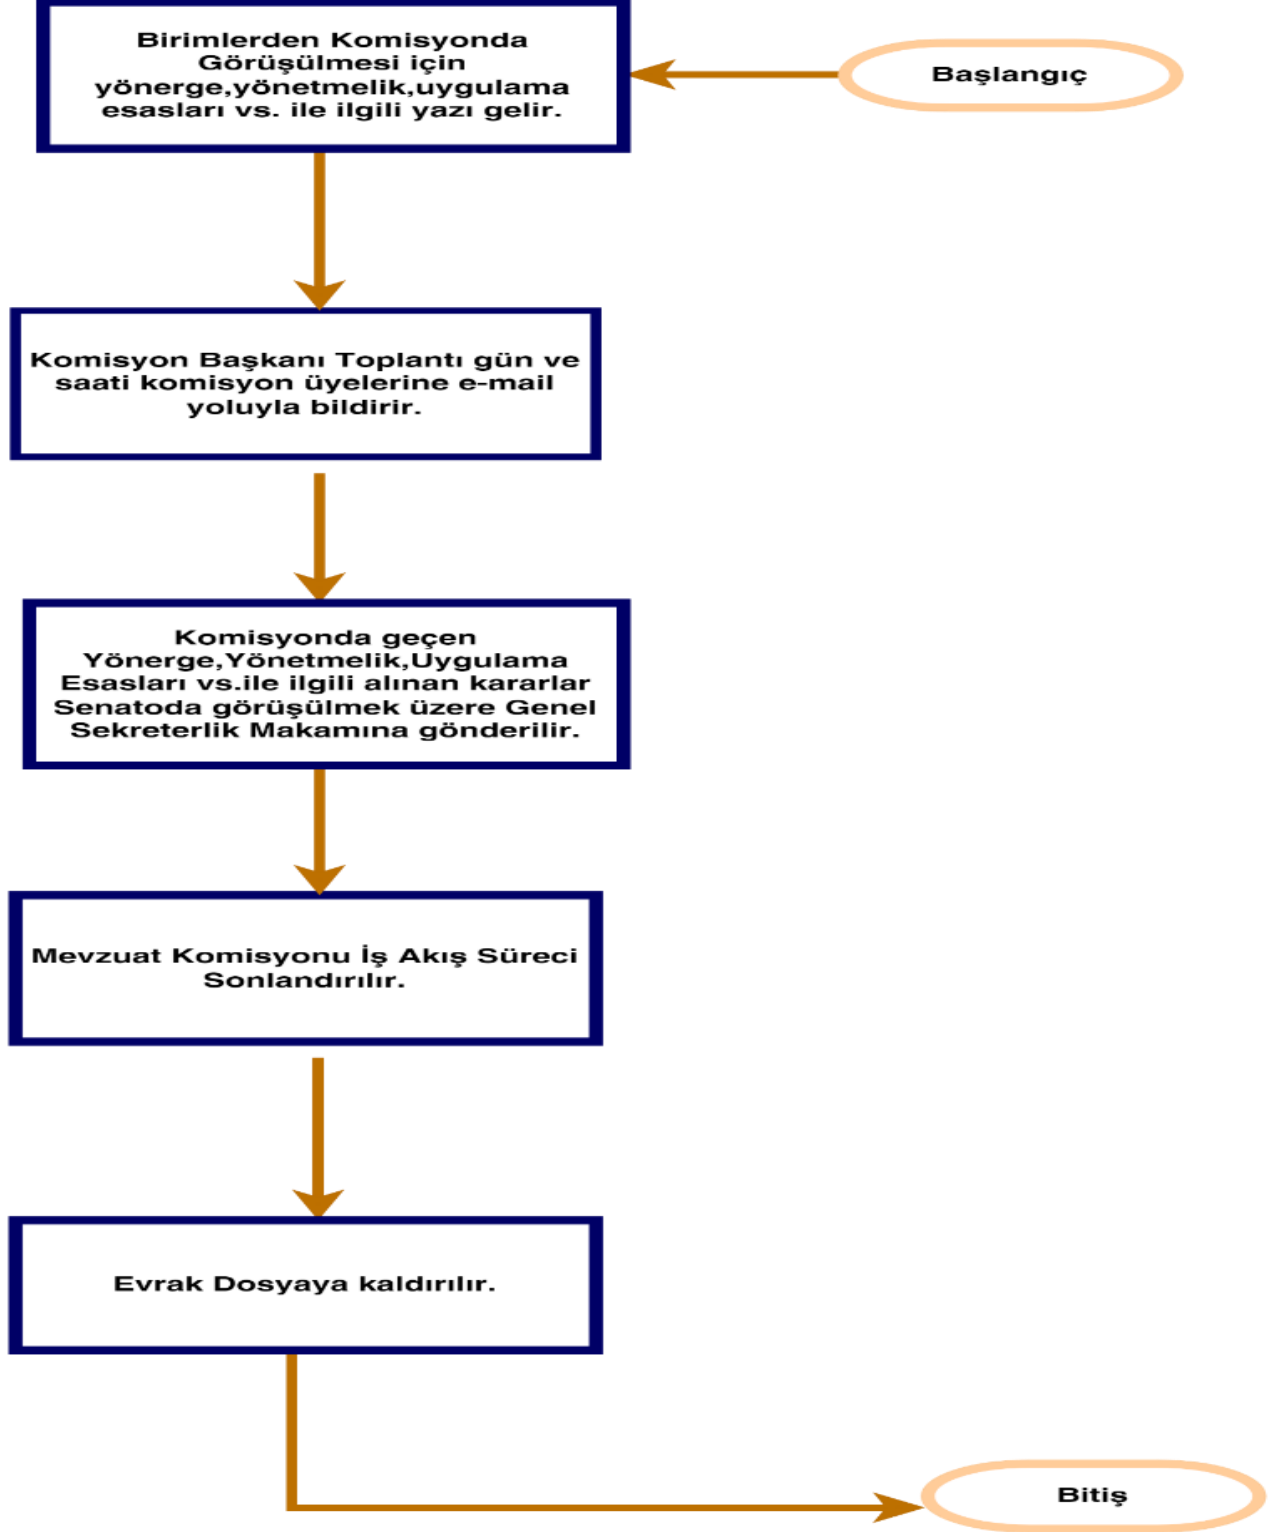 Başlangıç
Birimlerden Komisyonda
Görüşülmesi için
yönerge,yönetmelik,uygulama
esasları vs. ile ilgili yazı gelir.
Komisyon Başkanı Toplantı gün ve
saati komisyon üyelerine e-mail
yoluyla bildirir.
Komisyonda geçen
Yönerge,Yönetmelik,Uygulama
Esasları vs.ile ilgili alınan kararlar
Senatoda görüşülmek üzere Genel
Sekreterlik Makamına gönderilir.
Mevzuat Komisyonu İş Akış Süreci
Sonlandırılır.
Evrak Dosyaya kaldırılır.
Bitiş